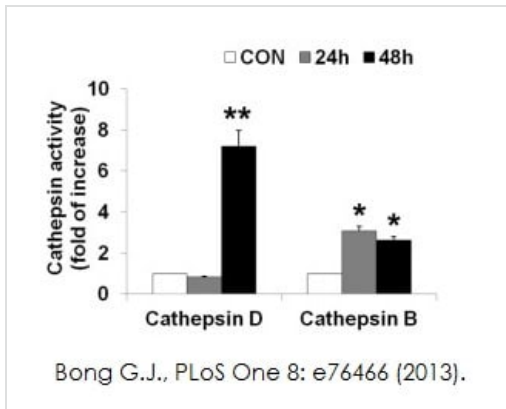 CON 24h 48h
Cathepsin activity
(fold of increase)
10
8
6
4
2
0
**
*
*
Cathepsin D Cathepsin B
Bong G.J., PLoS One 8: e76466 (2013).